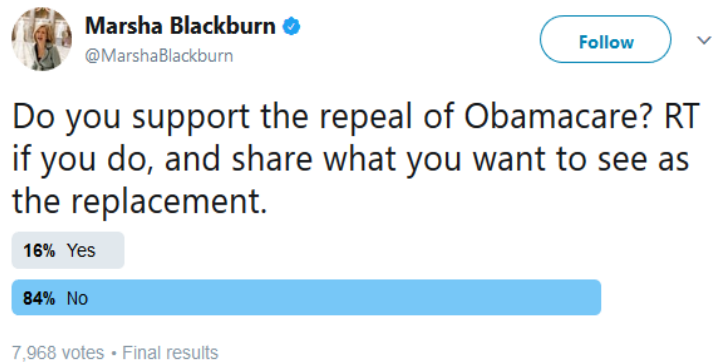 Marsha Blackburn
@MarshaBlackburn
Follow
Do you support the repeal of Obamacare? RT
if you do, and share what you want to see as
the replacement.
16% Yes
84% No
7,968 votes • Final results